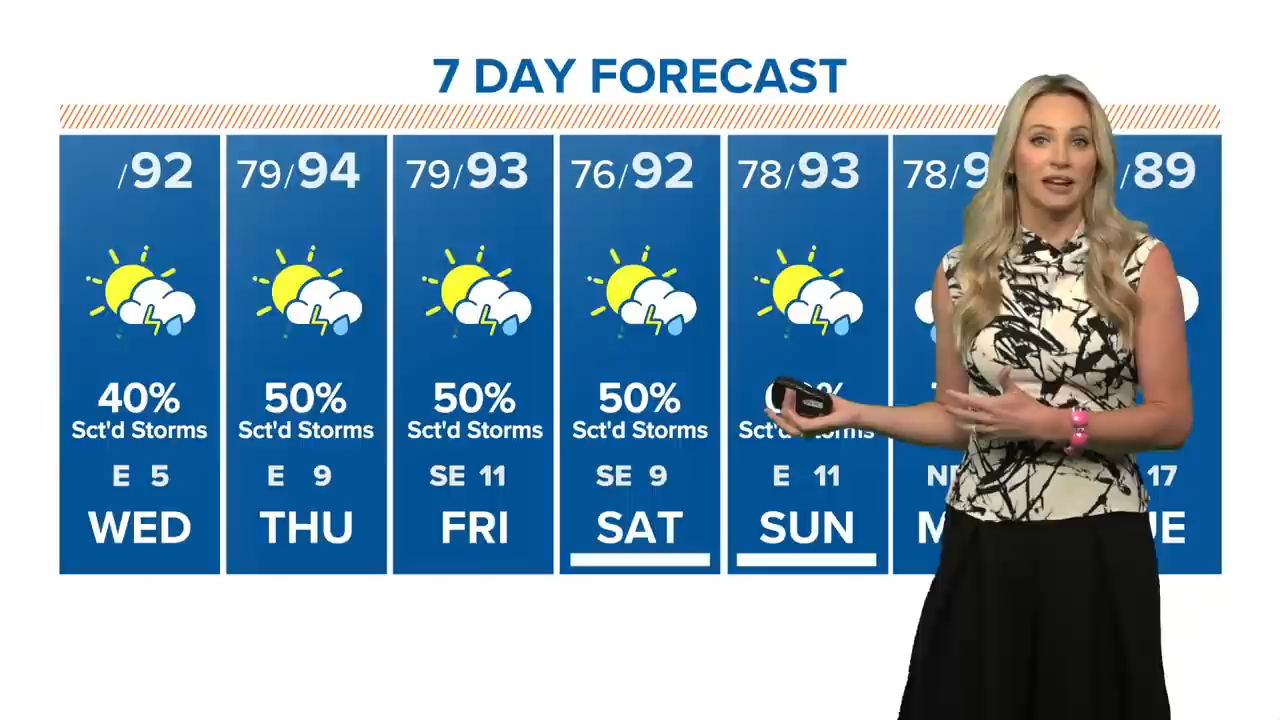 7 DAY FORECAST
/92 79/94 79/93 76/92 78/93 78/9 /89
40% 50% 50% 50%
Sct'd Storms Sct'd Storms Sct'd Storms Sct'd Storms
E 5 E 9 SE 11 SE 9 E 11 17
WED THU FRI SAT SUN